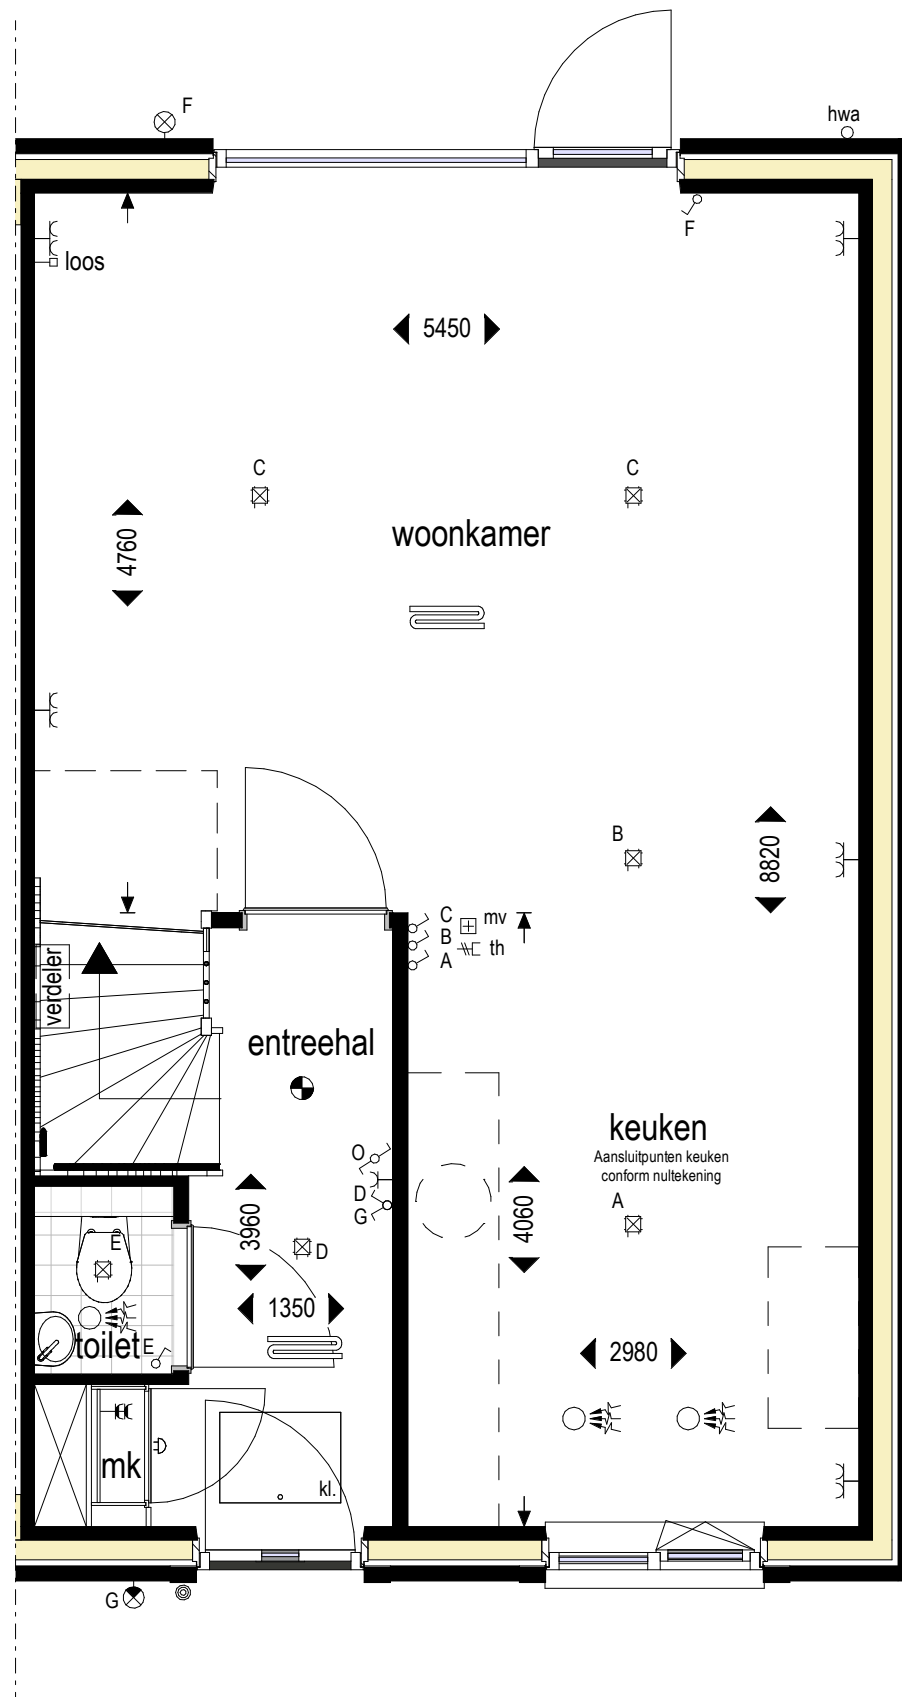 F
hwa
F
loos
5450
C
C
woonkamer
4760
B
8820
C
mv
B
th
A
verdeler
entreehal
keuken
Aansluitpunten keuken
conform nultekening
O
D
G
A
3960
4060
E
D
1350
toilet
E
2980
mk
kl.
G